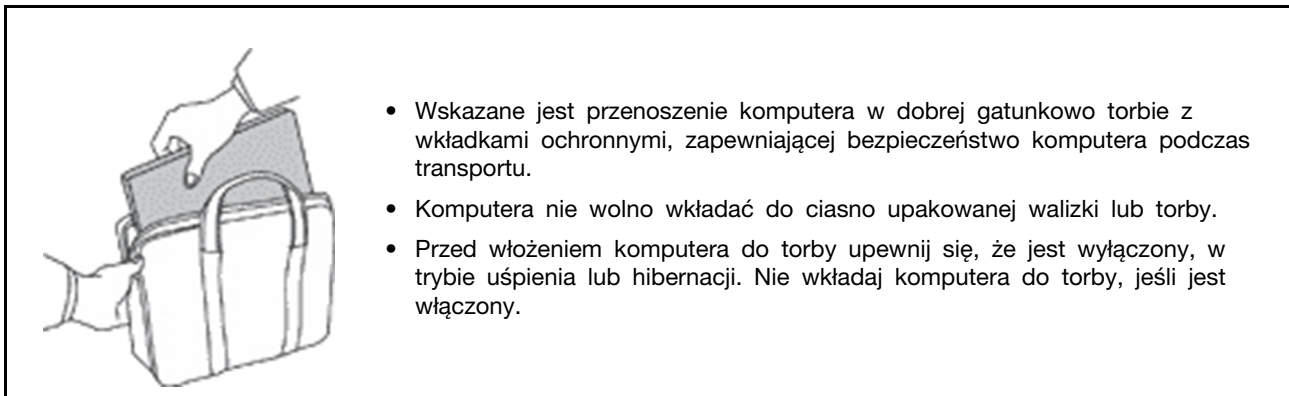 • Wskazane jest przenoszenie komputera w dobrej gatunkowo torbie z
wkładkami ochronnymi, zapewniającej bezpieczeństwo komputera podczas
transportu.
• Komputera nie wolno wkładać do ciasno upakowanej walizki lub torby.
• Przed włożeniem komputera do torby upewnij się, że jest wyłączony, w
trybie uśpienia lub hibernacji. Nie wkładaj komputera do torby, jeśli jest
włączony.